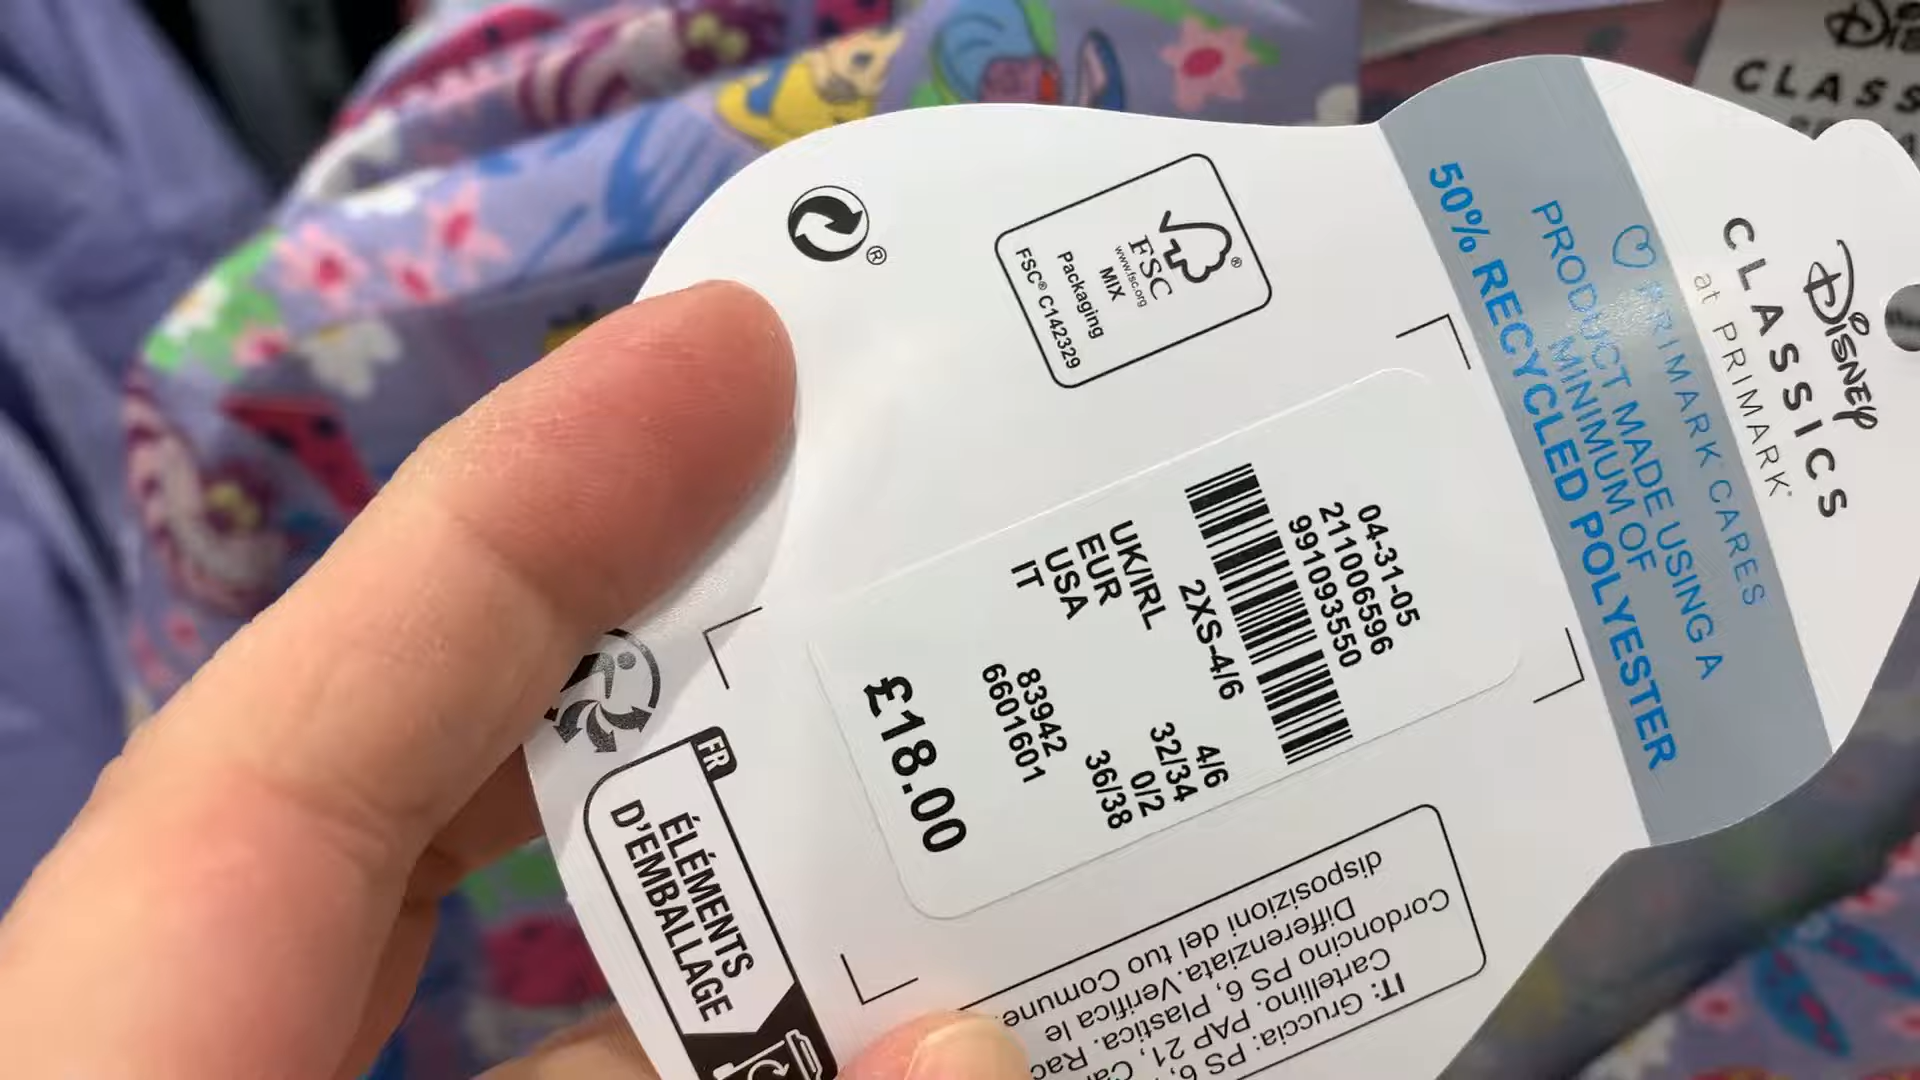 Disney
CLASSICS
at PRIMARK®
PRIMARK CARES
PRODUCT MADE USING A
MINIMUM OF
50% RECYCLED POLYESTER
®
FSC
www.fsc.org
MIX
Packaging
FSC® C142329
®
04-31-05
211006596
991093550
2XS-4/6
UK/IRL 4/6
EUR 32/34
USA 0/2
IT 36/38
83942
6601601
£18.00
FR
ÉLÉMENTS
D'EMBALLAGE
IT: Gruccia: PS 6,
Cartellino: PAP 21,
Cordoncino PS 6, Plastica.
Differenziata. Verifica le
disposizioni del tuo Comune.
CLASS